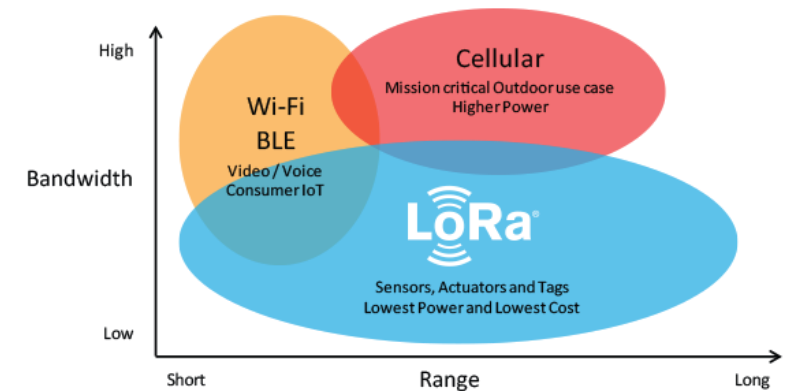 High
Bandwidth
Low
Wi-Fi
BLE
Video / Voice
Consumer IoT
Cellular
Mission critical Outdoor use case
Higher Power
LoRa®
Sensors, Actuators and Tags
Lowest Power and Lowest Cost
Short
Range
Long